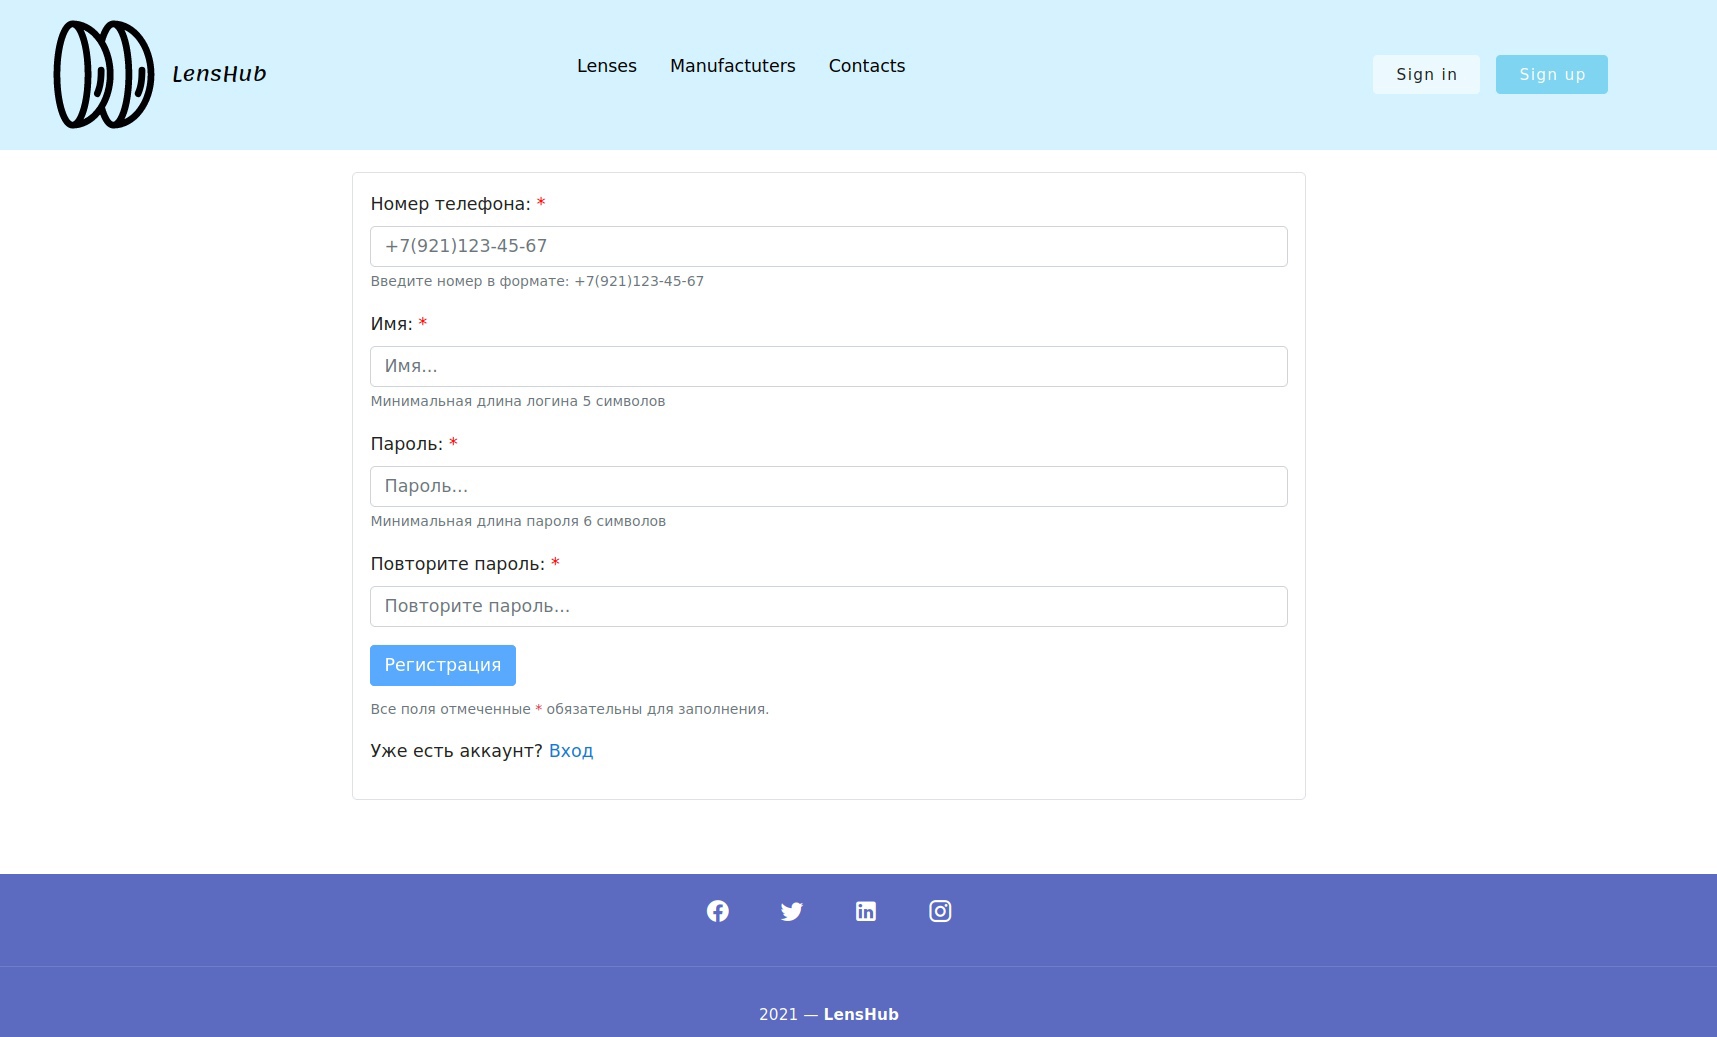 LensHub
Lenses Manufactuters Contacts
Sign in Sign up
Номер телефона: *
+7(921)123-45-67
Введите номер в формате: +7(921)123-45-67
Имя: *
Имя...
Минимальная длина логина 5 символов
Пароль: *
Пароль...
Минимальная длина пароля 6 символов
Повторите пароль: *
Повторите пароль...
Регистрация
Все поля отмеченные * обязательны для заполнения.
Уже есть аккаунт? Вход
2021 — LensHub